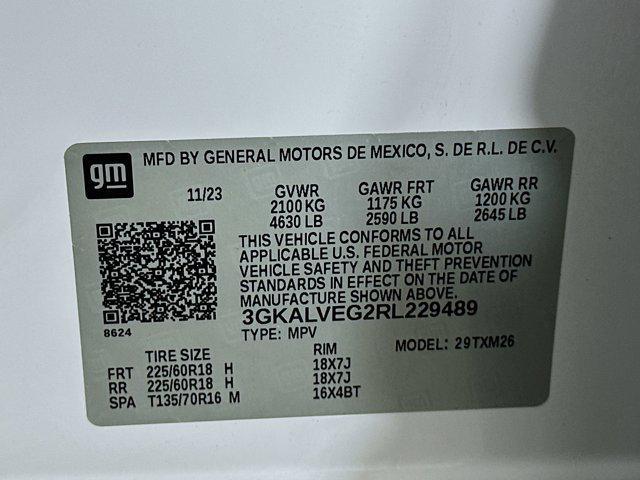 gm
MFD BY GENERAL MOTORS DE MEXICO, S. DE R.L. DE C.V.
11/23 GVWR GAWR FRT GAWR RR
2100 KG 1175 KG 1200 KG
4630 LB 2590 LB 2645 LB
THIS VEHICLE CONFORMS TO ALL
APPLICABLE U.S. FEDERAL MOTOR
VEHICLE SAFETY AND THEFT PREVENTION
STANDARDS IN EFFECT ON THE DATE OF
MANUFACTURE SHOWN ABOVE.
8624
3GKALVEG2RL229489
TYPE: MPV MODEL: 29TXM26
TIRE SIZE RIM
FRT 225/60R18 H 18X7J
RR 225/60R18 H 18X7J
SPA T135/70R16 M 16X4BT